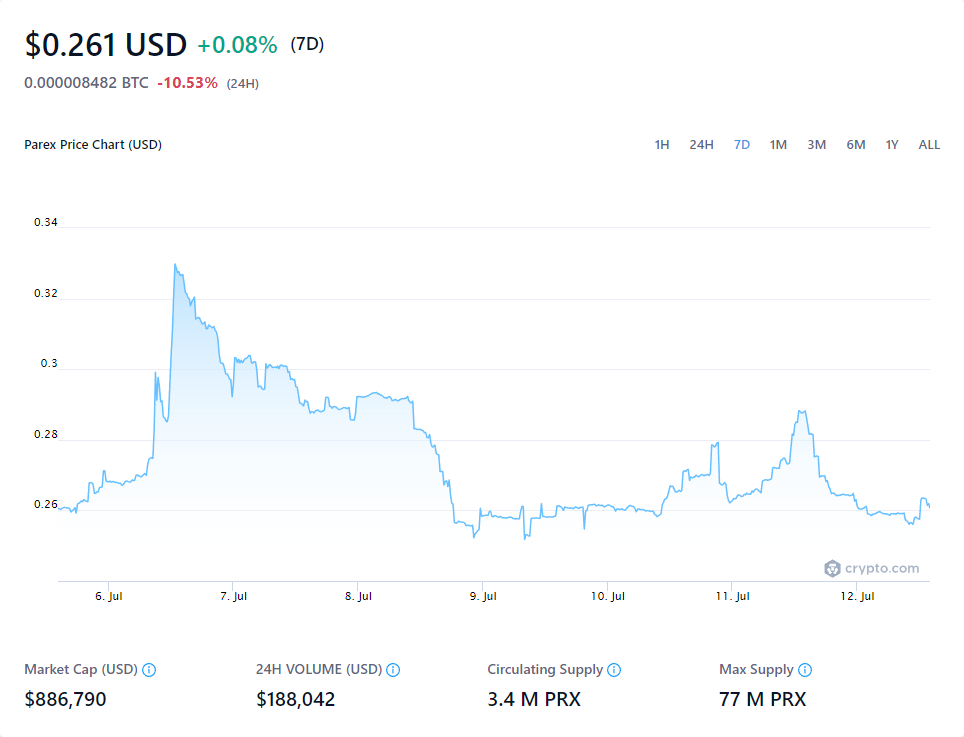 $0.261 USD +0.08% (7D)
0.000008482 BTC -10.53% (24H)
Parex Price Chart (USD) 1H 24H 7D 1M 3M 6M 1Y ALL
0.34
0.32
0.3
0.28
0.26
crypto.com
6. Jul 7. Jul 8. Jul 9. Jul 10. Jul 11. Jul 12. Jul
Market Cap (USD) 24H VOLUME (USD) Circulating Supply Max Supply
$886,790 $188,042 3.4 M PRX 77 M PRX